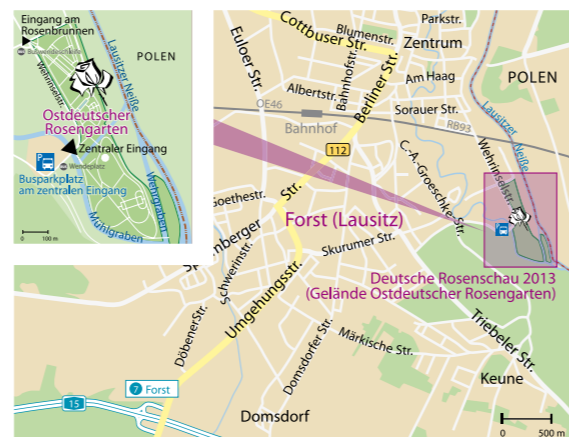 Eingang am
Rosenbrunnen
Lausitzer Neiße
POLEN
Wehrinselstr.
Ostdeutscher
Rosengarten
Zentraler Eingang
Wendeplatz
P
Busparkplatz
am zentralen Eingang
Wehrgraben
Mühlgraben
0 100 m
Parkstr.
Cottbuser Str.
Blumenstr.
Zentrum
Euloer Str.
Bahnhofstr.
Berliner Str.
Am Haag
POLEN
Albertstr.
OE46
Sorauer Str.
Lausitzer Neiße
Bahnhof
RB93
112
Wehrinselstr.
C.-A.-Groeschke-Str.
Goethestr.
Str.
Forst (Lausitz)
Skurumer Str.
Schwerinstr.
Deutsche Rosenschau 2013
(Gelände Ostdeutscher Rosengarten)
Umgehungsstr.
DöbenerStr.
Domsdorfer Str.
Märkische Str.
Triebeler Str.
Keune
7 Forst
15
Domsdorf
0 500 m